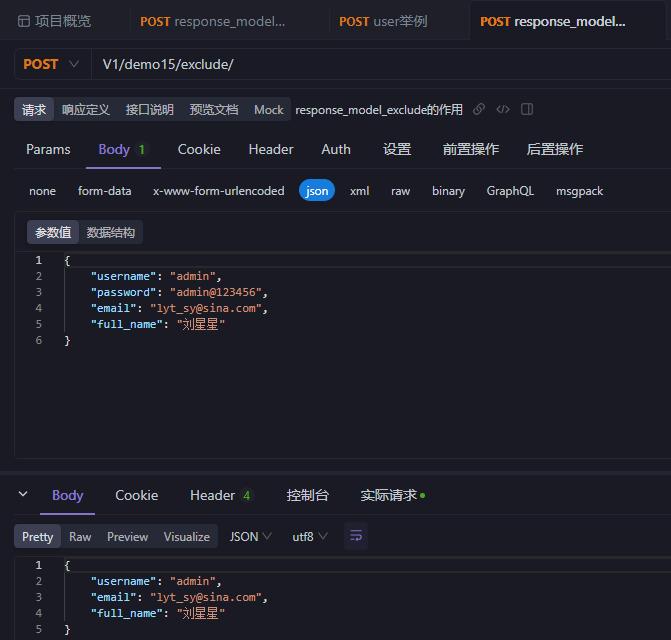 项目概览 POST response_model... POST user举例 POST response_model...
POST V1/demo15/exclude/
请求 响应定义 接口说明 预览文档 Mock response_model_exclude的作用
Params Body 1 Cookie Header Auth 设置 前置操作 后置操作
none form-data x-www-form-urlencoded json xml raw binary GraphQL msgpack
参数值 数据结构
1 {
2 "username": "admin",
3 "password": "admin@123456",
4 "email": "lyt_sy@sina.com",
5 "full_name": "刘星星"
6 }
Body Cookie Header 4 控制台 实际请求
Pretty Raw Preview Visualize JSON utf8
1 {
2 "username": "admin",
3 "email": "lyt_sy@sina.com",
4 "full_name": "刘星星"
5 }